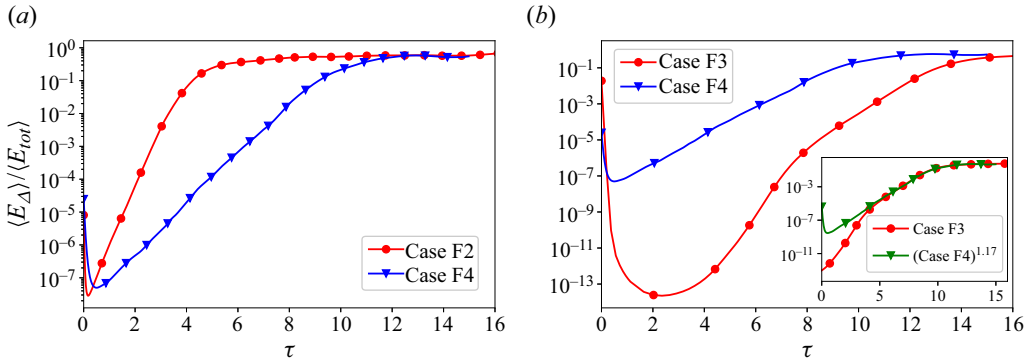 (a)
10⁰
10⁻¹
10⁻²
10⁻³
10⁻⁴
10⁻⁵
10⁻⁶
10⁻⁷
⟨E_Δ⟩/⟨E_tot⟩
Case F2
Case F4
0 2 4 6 8 10 12 14 16
τ
(b)
10⁻¹
10⁻³
10⁻⁵
10⁻⁷
10⁻⁹
10⁻¹¹
10⁻¹³
Case F3
Case F4
10⁻³
10⁻⁷
10⁻¹¹
Case F3
(Case F4)¹·¹⁷
0 5 10 15
0 2 4 6 8 10 12 14 16
τ